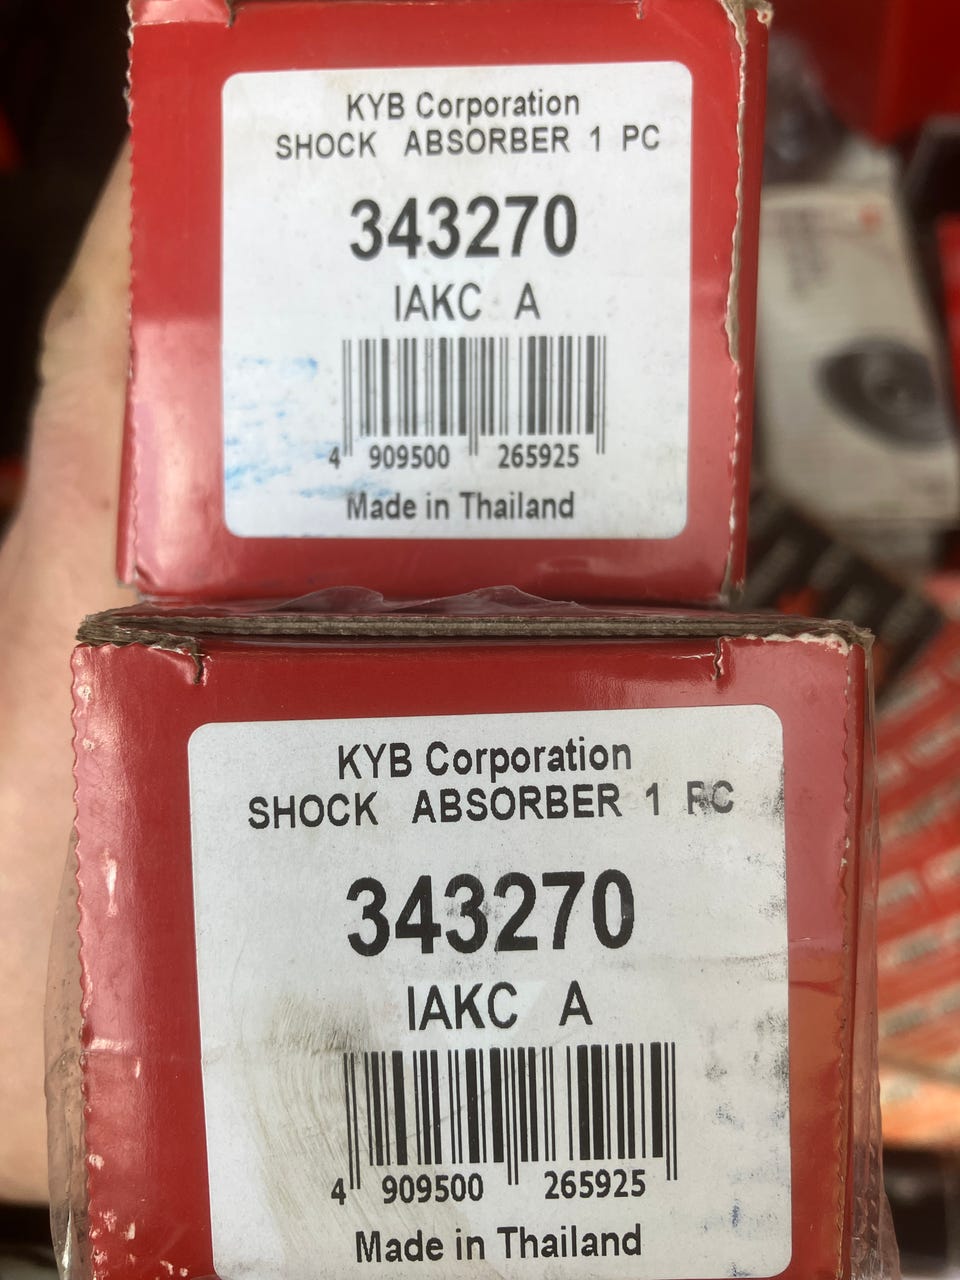 KYB Corporation
SHOCK ABSORBER 1 PC
343270
IAKC A
4 909500 265925
Made in Thailand
KYB Corporation
SHOCK ABSORBER 1 PC
343270
IAKC A
4 909500 265925
Made in Thailand